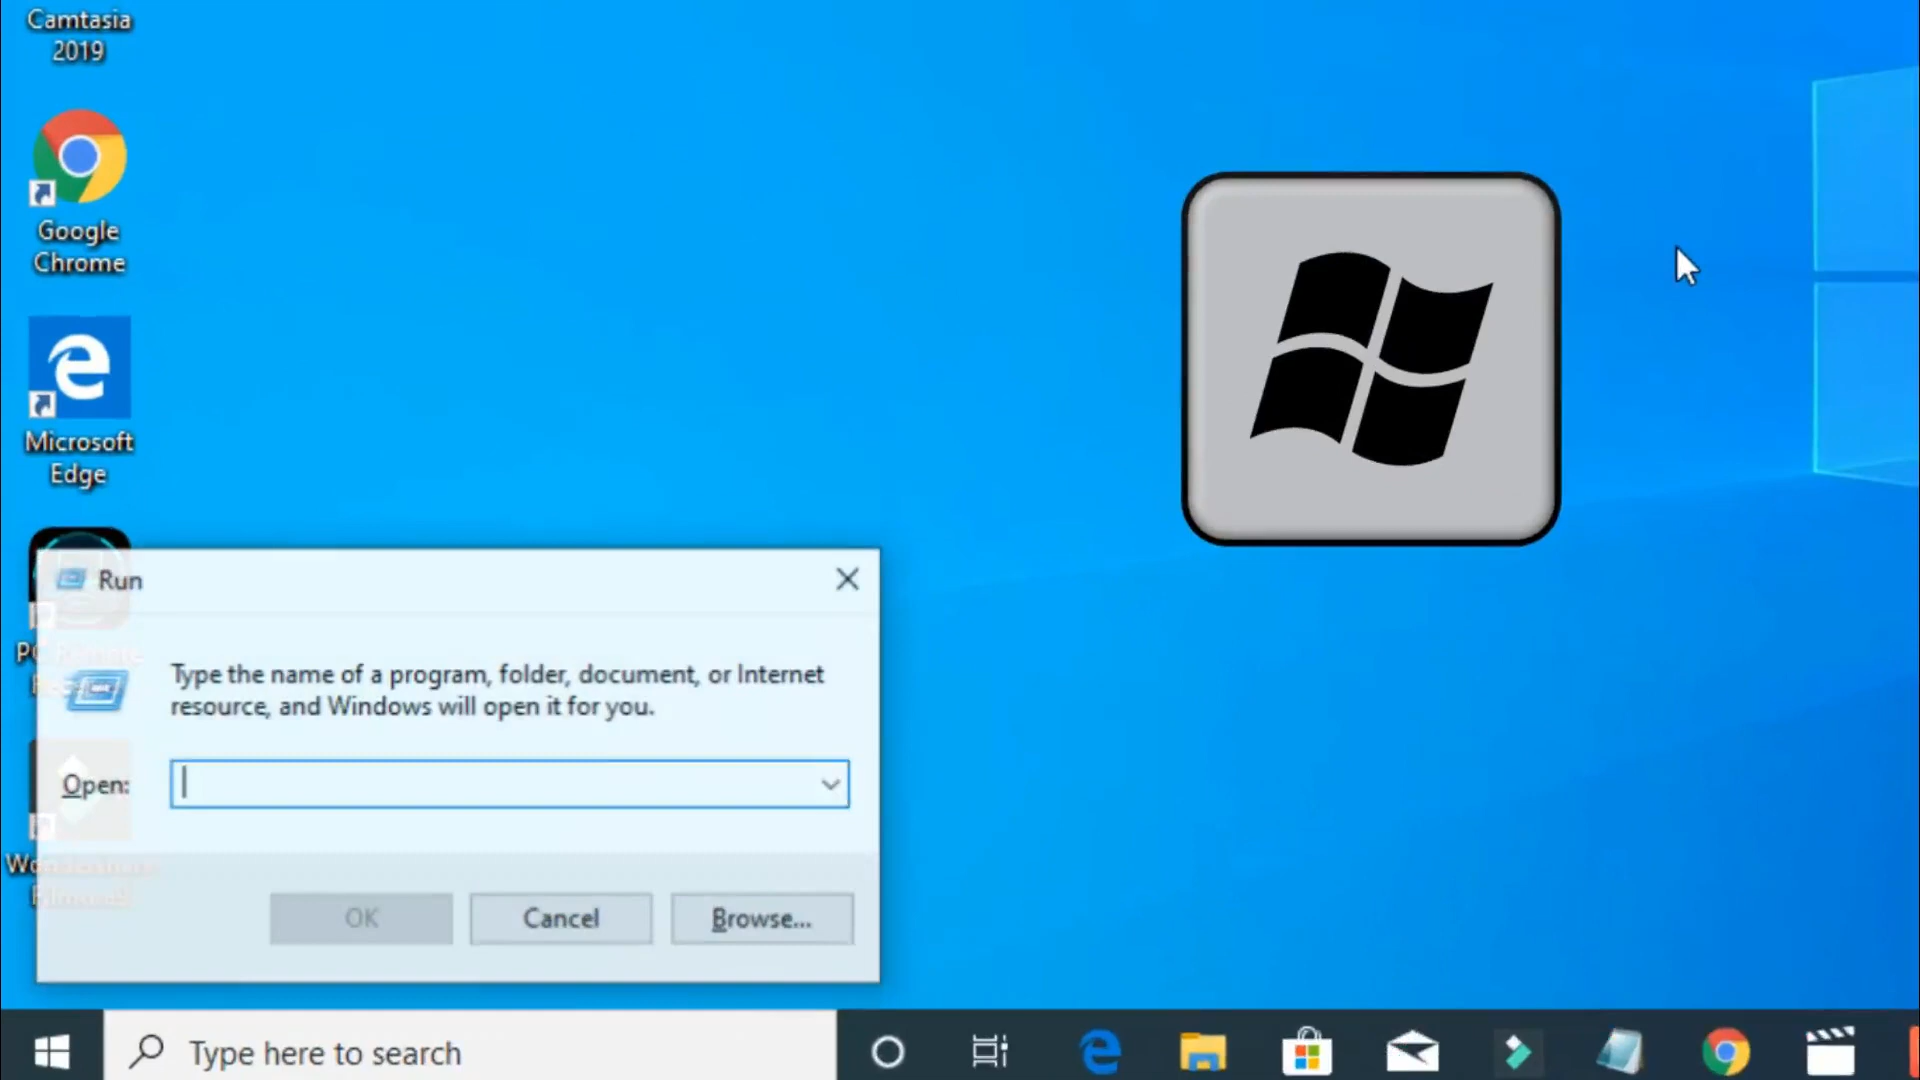 Camtasia
2019
Google
Chrome
Microsoft
Edge
Run
Type the name of a program, folder, document, or Internet
resource, and Windows will open it for you.
Open:
OK
Cancel
Browse...
Type here to search